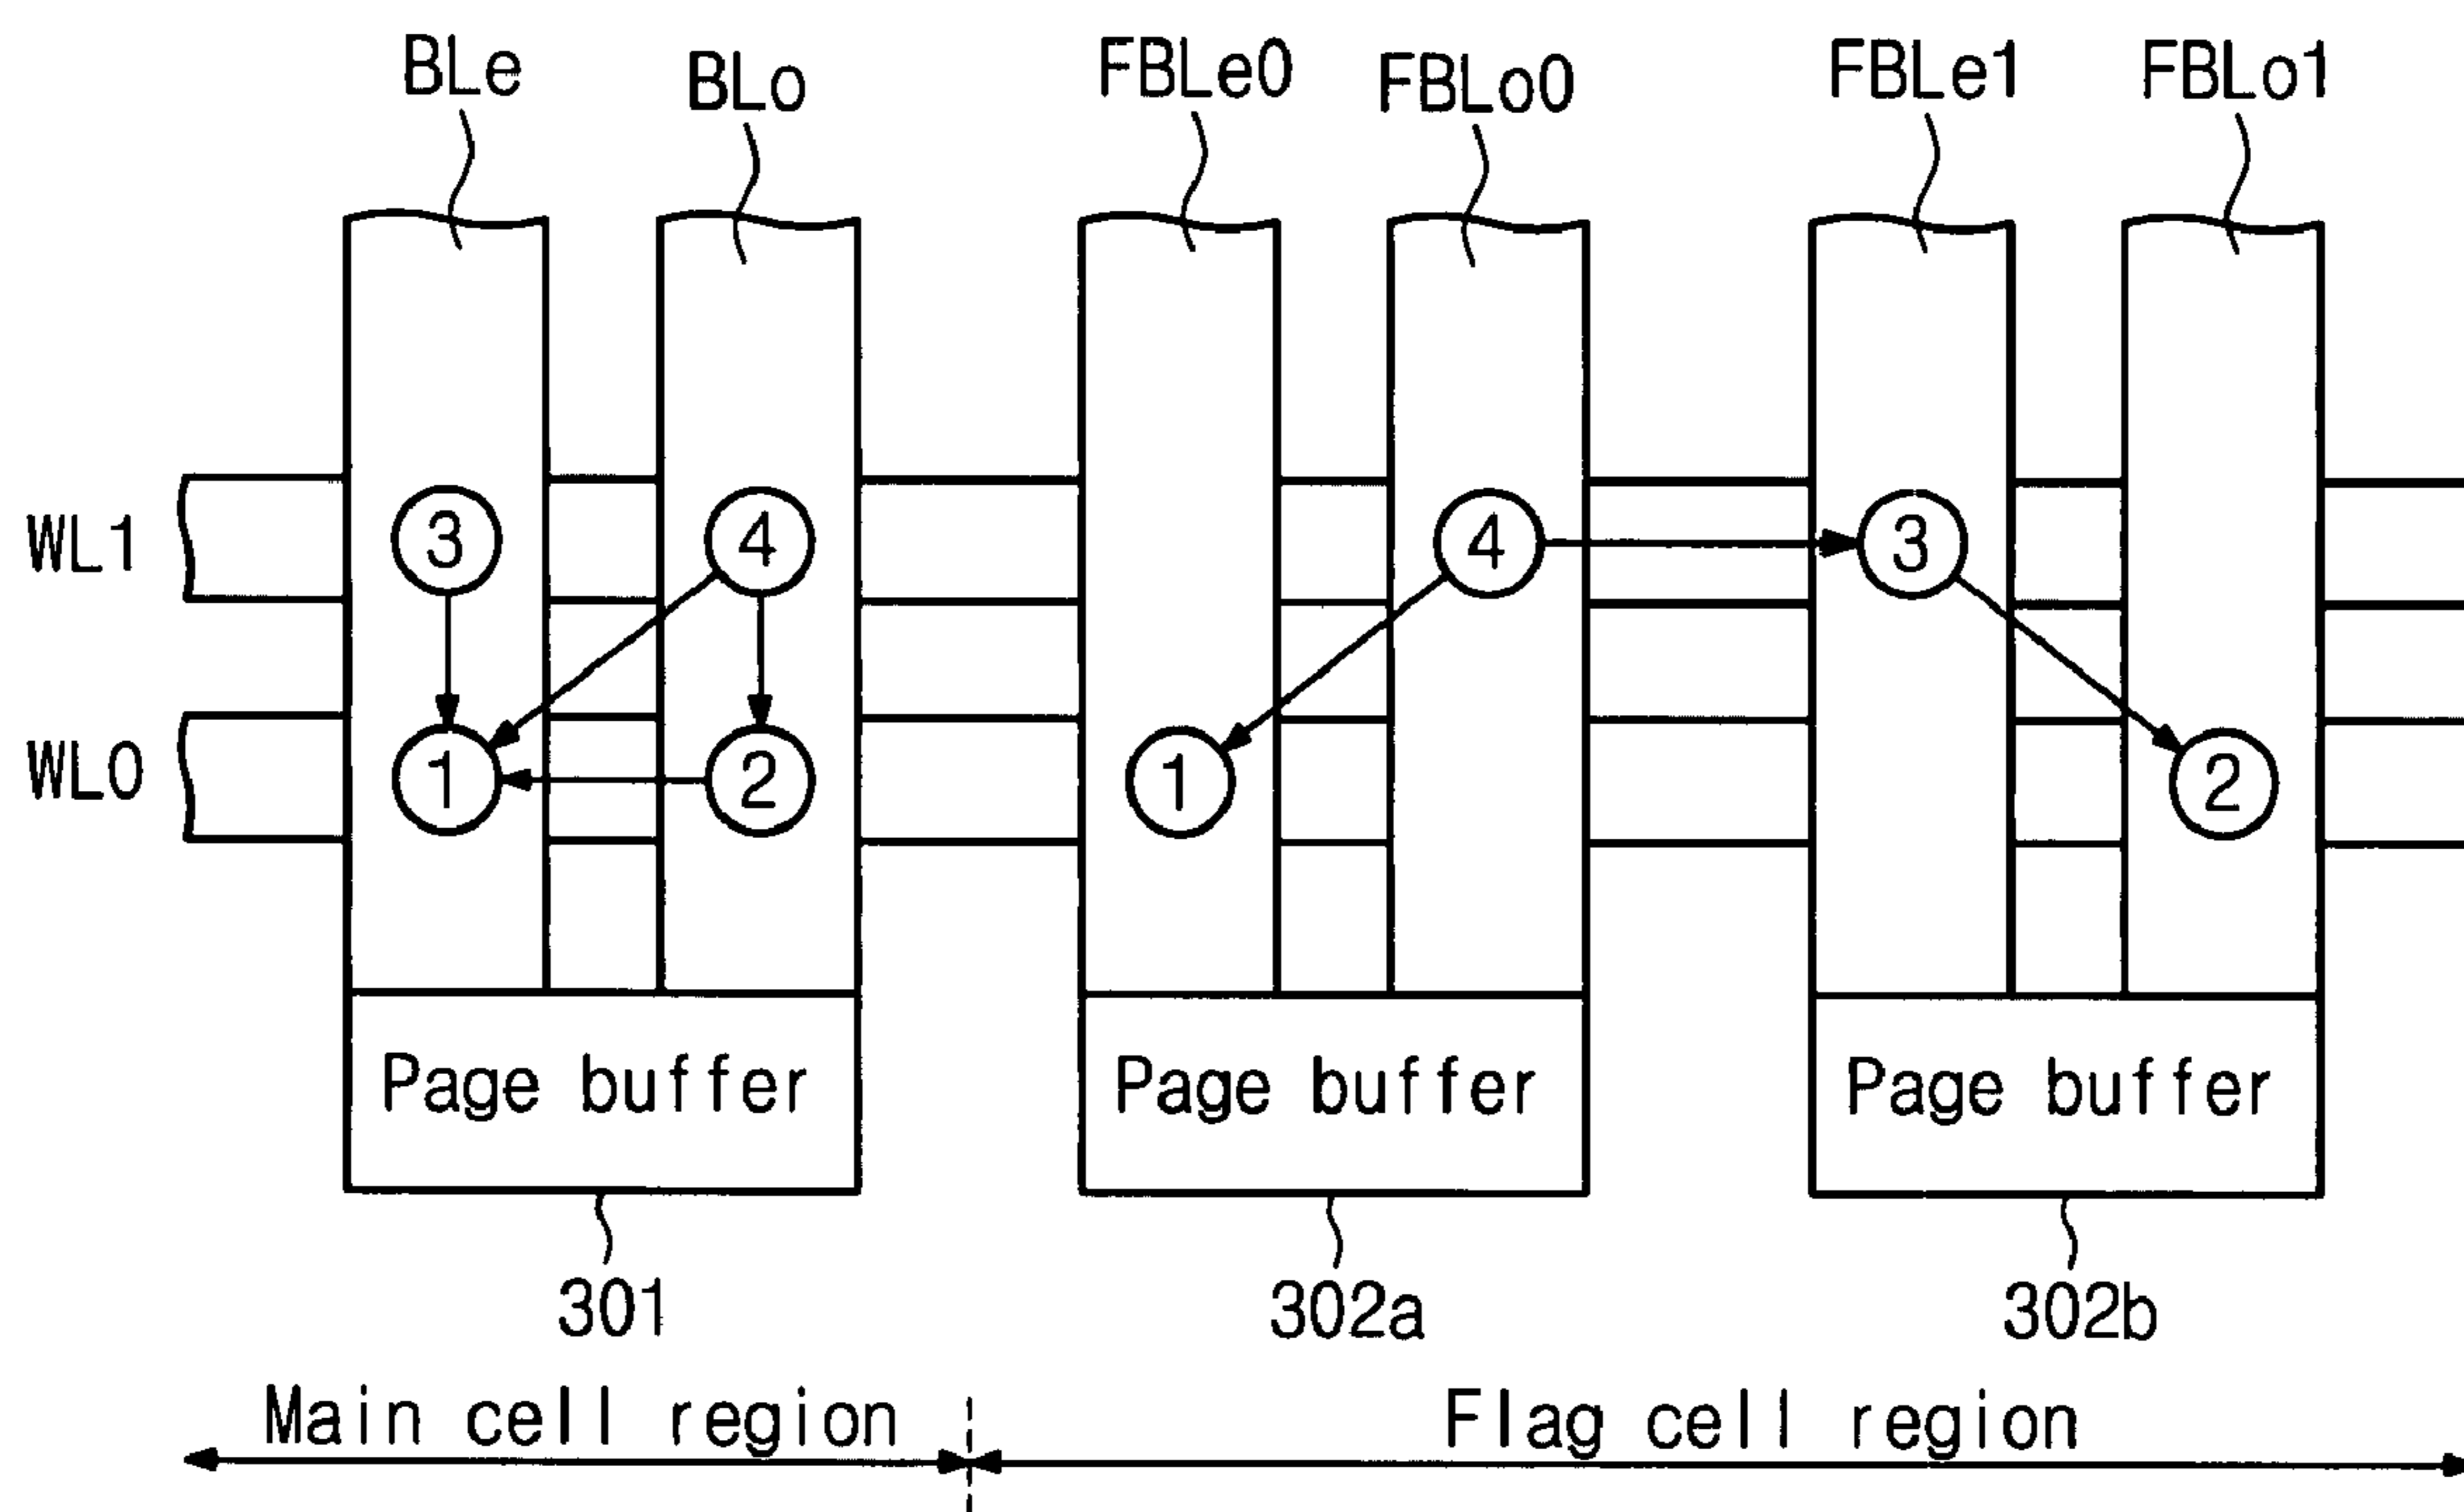 BLe BLo FBLe0 FBLo0 FBLe1 FBLo1
WL1 3 4 4 3
WL0 1 2 1 2
Page buffer Page buffer Page buffer
301 302a 302b
Main cell region Flag cell region